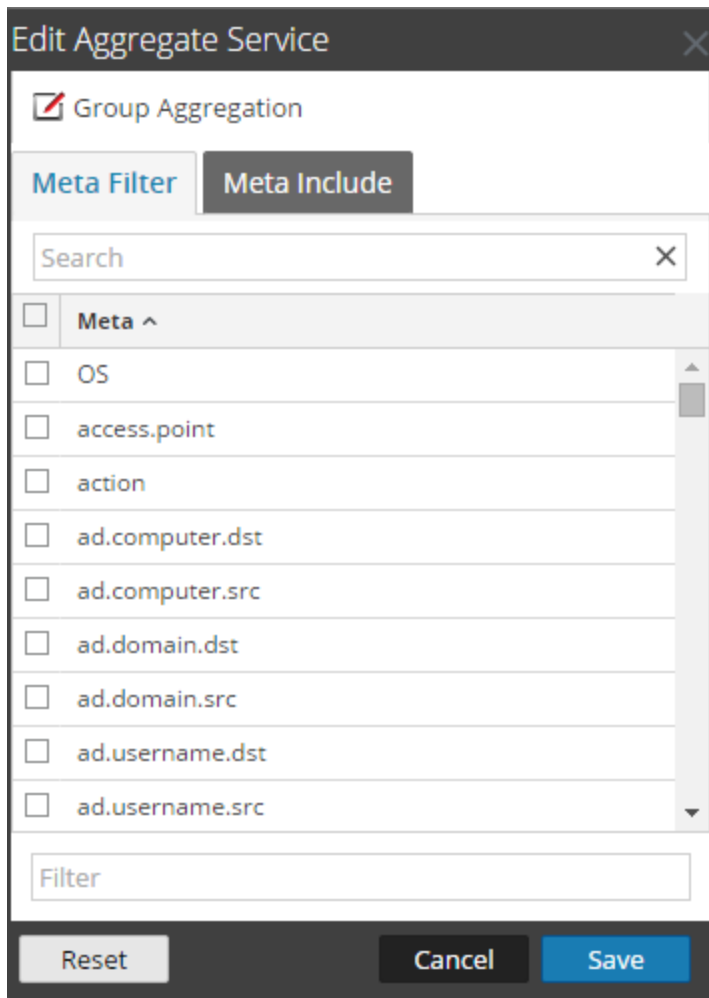 Edit Aggregate Service
Group Aggregation
Meta Filter
Meta Include
Search
Meta
OS
access.point
action
ad.computer.dst
ad.computer.src
ad.domain.dst
ad.domain.src
ad.username.dst
ad.username.src
Filter
Reset
Cancel
Save